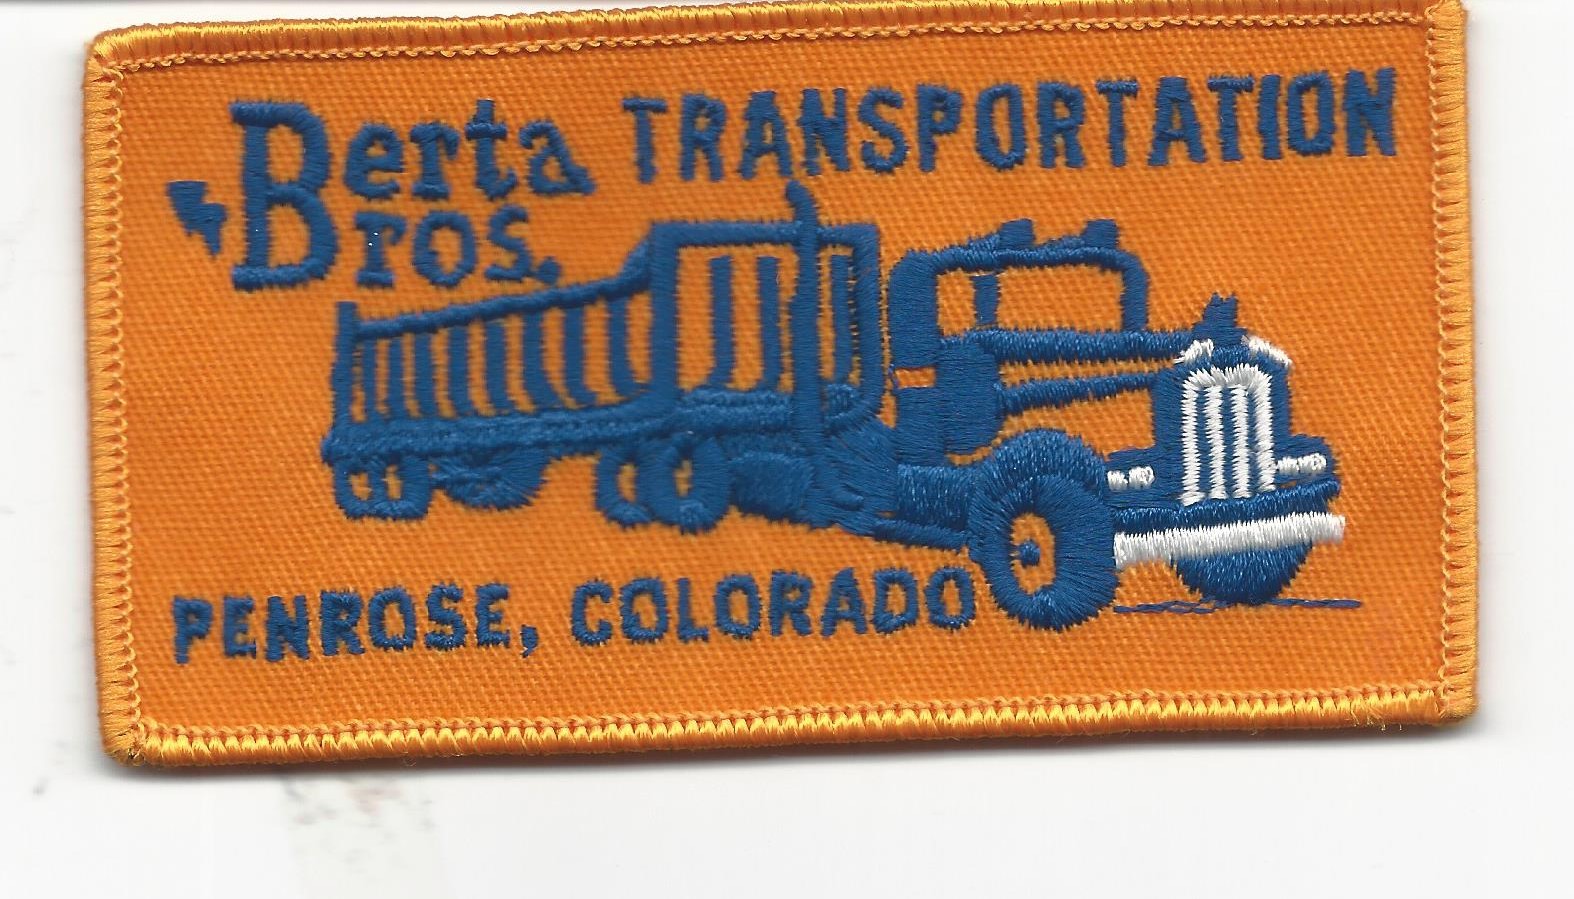 Berta TRANSPORTATION
Bros.
PENROSE, COLORADO